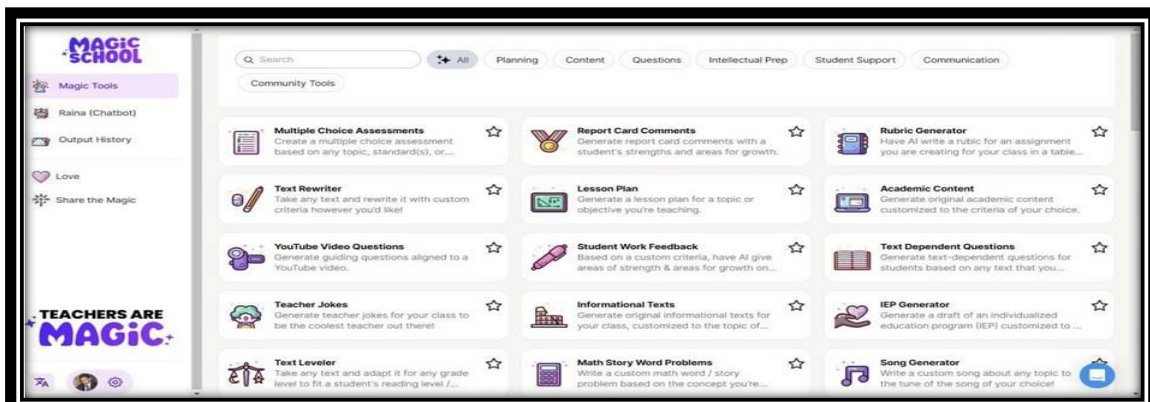 MAGIC
SCHOOL
Magic Tools
Raina (Chatbot)
Output History
Love
Share the Magic
TEACHERS ARE
MAGIC
Search
All
Planning
Content
Questions
Intellectual Prep
Student Support
Communication
Community Tools
Multiple Choice Assessments
Create a multiple choice assessment
based on any topic, standard(s), or...
Report Card Comments
Generate report card comments with a
student's strengths and areas for growth.
Rubric Generator
Have AI write a rubic for an assignment
you are creating for your class in a table...
Text Rewriter
Take any text and rewrite it with custom
criteria however you'd like!
Lesson Plan
Generate a lesson plan for a topic or
objective you're teaching.
Academic Content
Generate original academic content
customized to the criteria of your choice.
YouTube Video Questions
Generate guiding questions aligned to a
YouTube video.
Student Work Feedback
Based on a custom criteria, have AI give
areas of strength & areas for growth on...
Text Dependent Questions
Generate text-dependent questions for
students based on any text that you...
Teacher Jokes
Generate teacher jokes for your class to
be the coolest teacher out there!
Informational Texts
Generate original informational texts for
your class, customized to the topic of...
IEP Generator
Generate a draft of an individualized
education program (IEP) customized to ...
Text Leveler
Take any text and adapt it for any grade
level to fit a student's reading level /...
Math Story Word Problems
Write a custom math word / story
problem based on the concept you're...
Song Generator
Write a custom song about any topic to
the tune of the song of your choice!